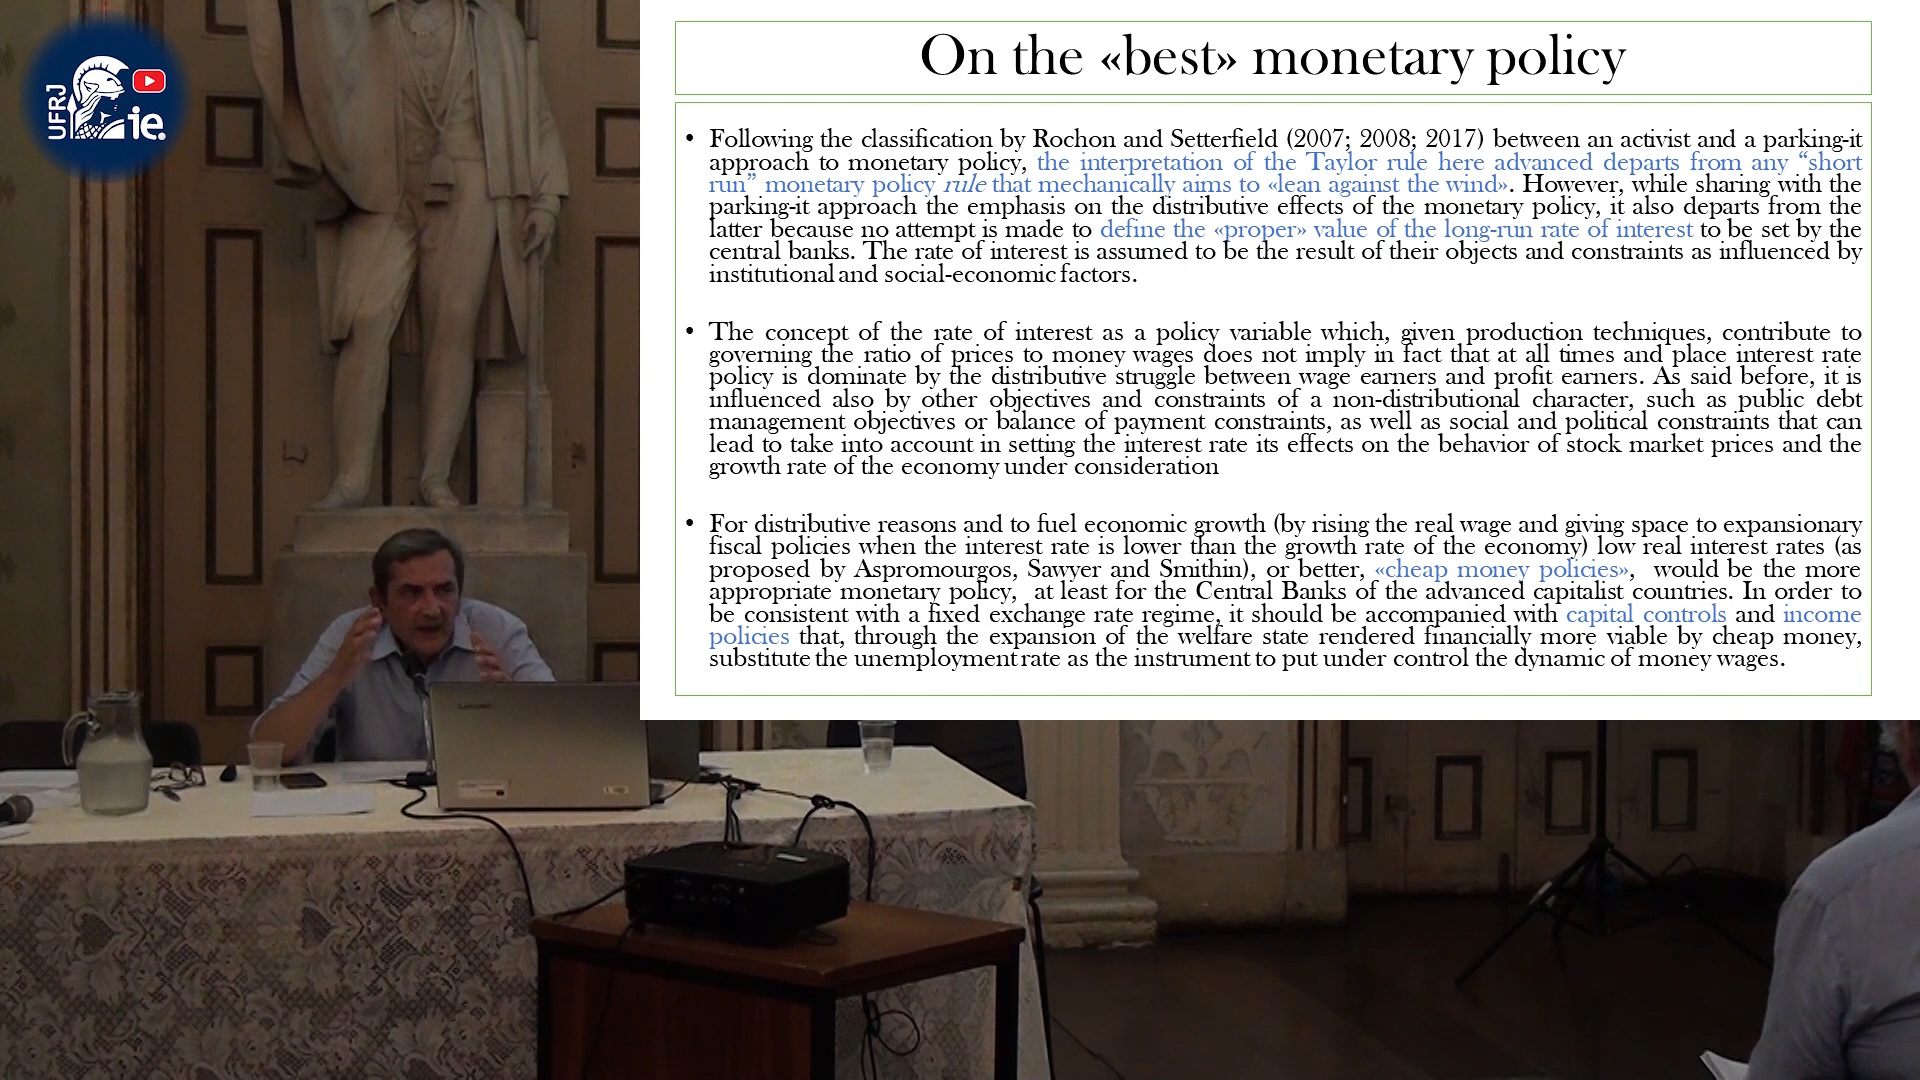 UFRJ
ie.
On the «best» monetary policy
• Following the classification by Rochon and Setterfield (2007; 2008; 2017) between an activist and a parking-it
approach to monetary policy, the interpretation of the Taylor rule here advanced departs from any “short
run” monetary policy rule that mechanically aims to «lean against the wind». However, while sharing with the
parking-it approach the emphasis on the distributive effects of the monetary policy, it also departs from the
latter because no attempt is made to define the «proper» value of the long-run rate of interest to be set by the
central banks. The rate of interest is assumed to be the result of their objects and constraints as influenced by
institutional and social-economic factors.
• The concept of the rate of interest as a policy variable which, given production techniques, contribute to
governing the ratio of prices to money wages does not imply in fact that at all times and place interest rate
policy is dominate by the distributive struggle between wage earners and profit earners. As said before, it is
influenced also by other objectives and constraints of a non-distributional character, such as public debt
management objectives or balance of payment constraints, as well as social and political constraints that can
lead to take into account in setting the interest rate its effects on the behavior of stock market prices and the
growth rate of the economy under consideration
• For distributive reasons and to fuel economic growth (by rising the real wage and giving space to expansionary
fiscal policies when the interest rate is lower than the growth rate of the economy) low real interest rates (as
proposed by Aspromourgos, Sawyer and Smithin), or better, «cheap money policies», would be the more
appropriate monetary policy, at least for the Central Banks of the advanced capitalist countries. In order to
be consistent with a fixed exchange rate regime, it should be accompanied with capital controls and income
policies that, through the expansion of the welfare state rendered financially more viable by cheap money,
substitute the unemployment rate as the instrument to put under control the dynamic of money wages.
Lenovo